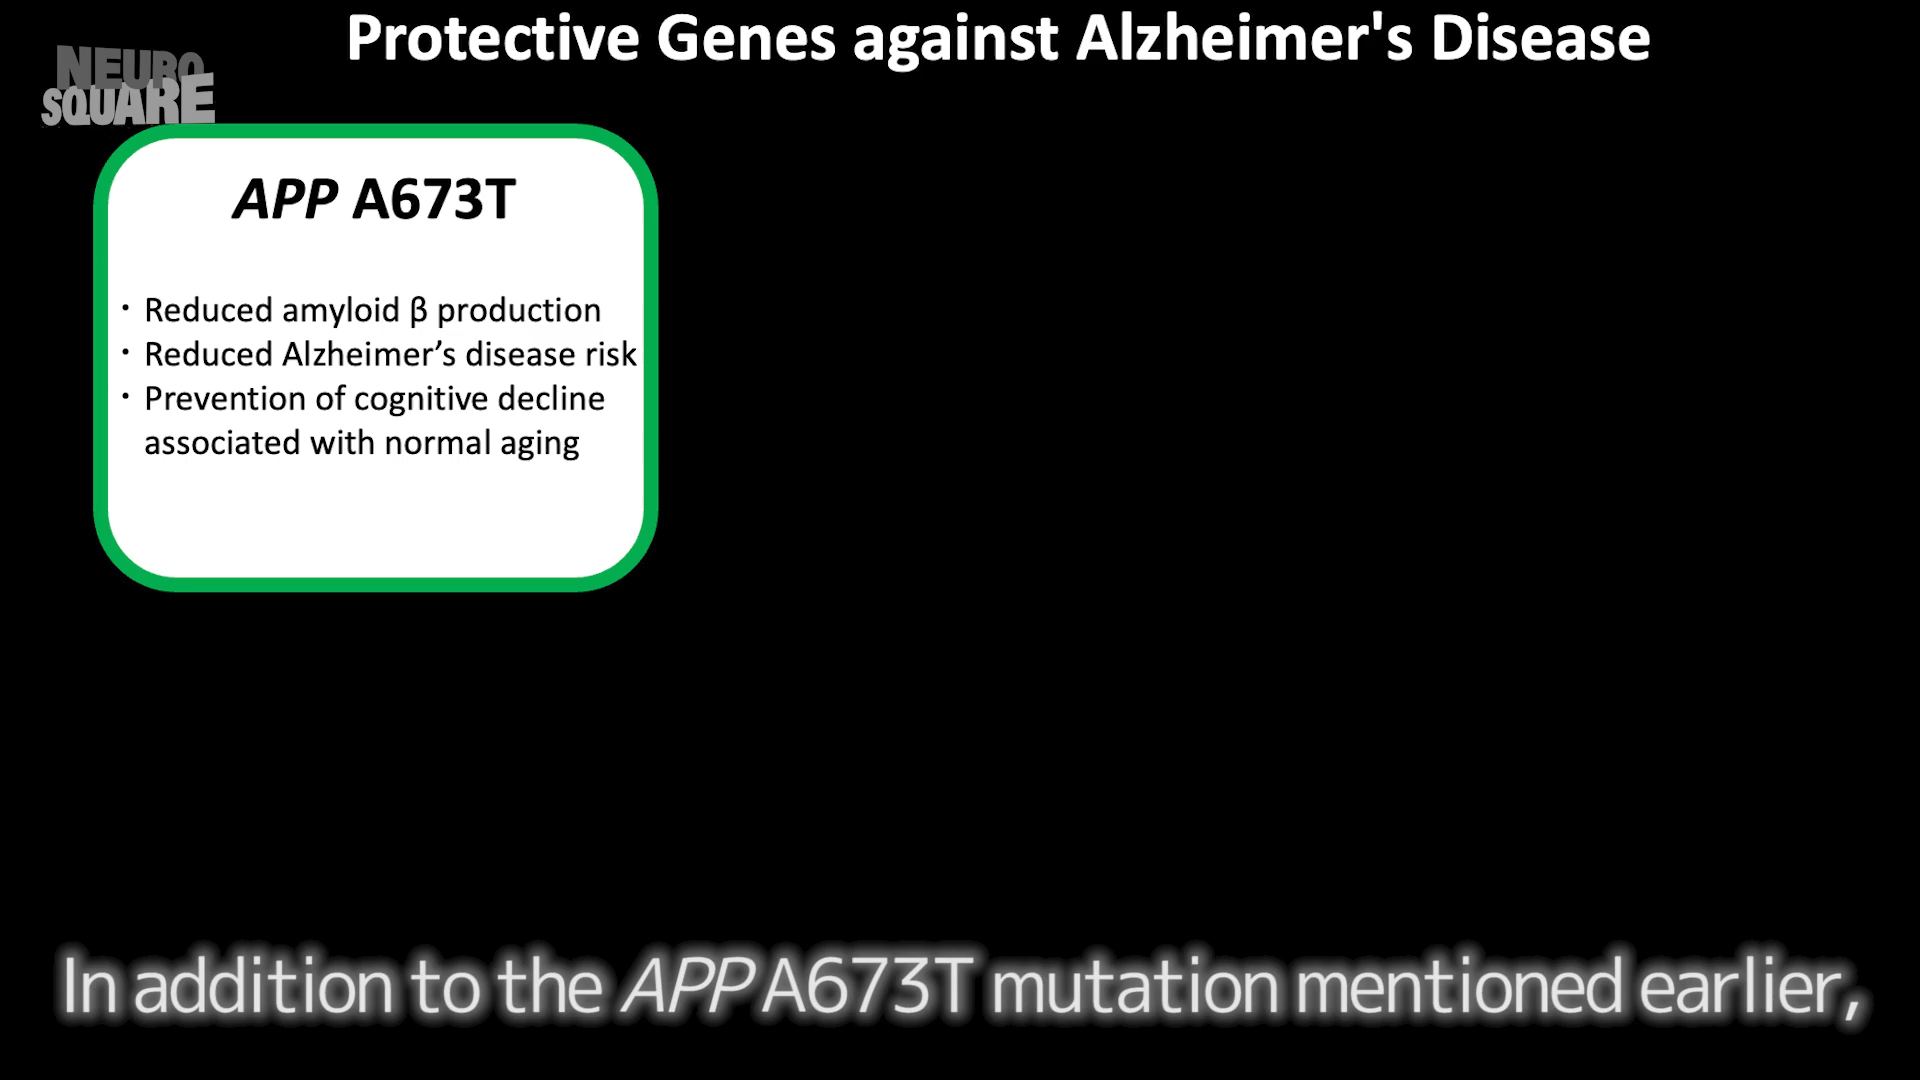 Protective Genes against Alzheimer's Disease
NEURO
SQUARE
APP A673T
・Reduced amyloid β production
・Reduced Alzheimer’s disease risk
・Prevention of cognitive decline
associated with normal aging
In addition to the APP A673T mutation mentioned earlier,